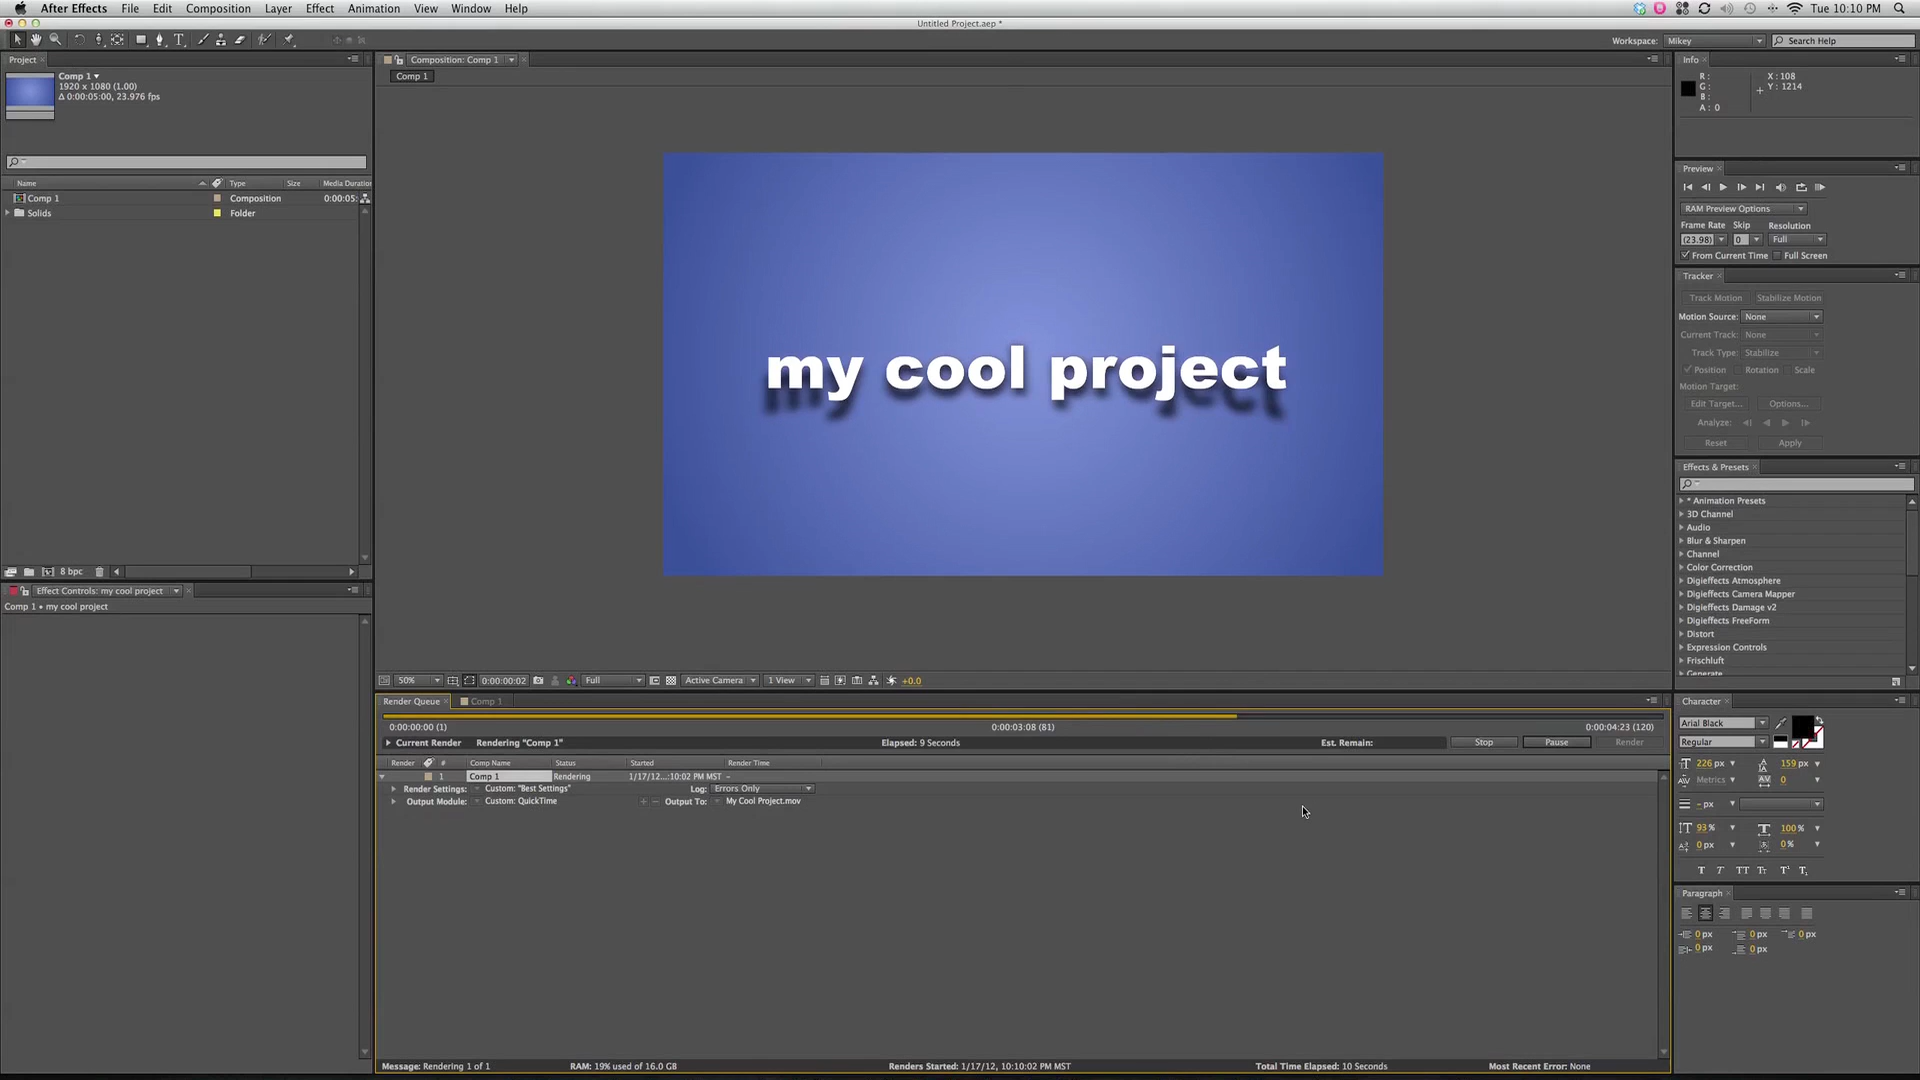 After Effects File Edit Composition Layer Effect Animation View Window Help Tue 10:10 PM
Untitled Project.aep *
Workspace: Mikey Search Help
Project
Comp 1
1920 x 1080 (1.00)
Δ 0:00:05:00, 23.976 fps
Name Type Size Media Duration
Comp 1 Composition 0:00:05:
Solids Folder
8 bpc
Effect Controls: my cool project
Comp 1 • my cool project
Composition: Comp 1
Comp 1
my cool project
50% 0:00:00:02 Full Active Camera 1 View +0.0
Render Queue Comp 1
0:00:00:00 (1) 0:00:03:08 (81) 0:00:04:23 (120)
Current Render Rendering "Comp 1" Elapsed: 9 Seconds Est. Remain: Stop Pause Render
Render # Comp Name Status Started Render Time
1 Comp 1 Rendering 1/17/12...:10:02 PM MST -
Render Settings: Custom: "Best Settings" Log: Errors Only
Output Module: Custom: QuickTime Output To: My Cool Project.mov
Message: Rendering 1 of 1 RAM: 19% used of 16.0 GB Renders Started: 1/17/12, 10:10:02 PM MST Total Time Elapsed: 10 Seconds Most Recent Error: None
Info
R : X : 108
G : Y : 1214
B :
A : 0
Preview
RAM Preview Options
Frame Rate Skip Resolution
(23.98) 0 Full
From Current Time Full Screen
Tracker
Track Motion Stabilize Motion
Motion Source: None
Current Track: None
Track Type: Stabilize
Position Rotation Scale
Motion Target:
Edit Target... Options...
Analyze:
Reset Apply
Effects & Presets
* Animation Presets
3D Channel
Audio
Blur & Sharpen
Channel
Color Correction
Digieffects Atmosphere
Digieffects Camera Mapper
Digieffects Damage v2
Digieffects FreeForm
Distort
Expression Controls
Frischluft
Generate
Character
Arial Black
Regular
226 px 159 px
Metrics 0
- px
93 % 100 %
0 px 0 %
T T TT Tt T¹ T₁
Paragraph
0 px 0 px 0 px
0 px 0 px